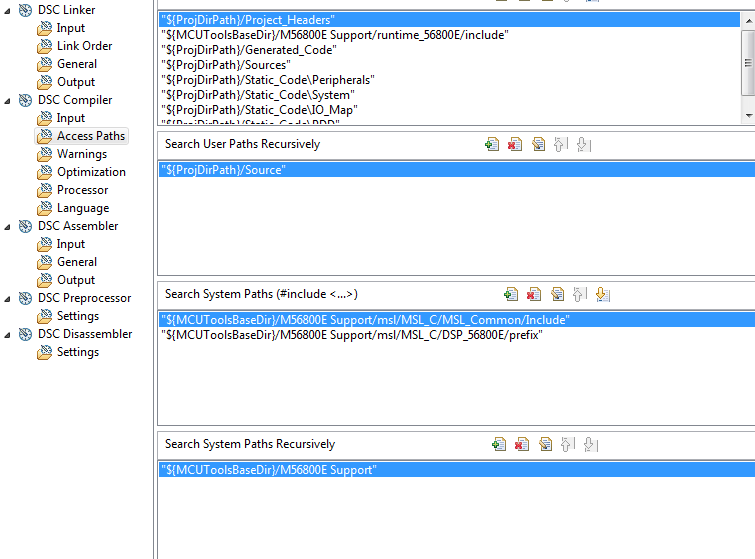 DSC Linker
Input
Link Order
General
Output
DSC Compiler
Input
Access Paths
Warnings
Optimization
Processor
Language
DSC Assembler
Input
General
Output
DSC Preprocessor
Settings
DSC Disassembler
Settings
"${ProjDirPath}/Project_Headers"
"${MCUToolsBaseDir}/M56800E Support/runtime_56800E/include"
"${ProjDirPath}/Generated_Code"
"${ProjDirPath}/Sources"
"${ProjDirPath}/Static_Code\Peripherals"
"${ProjDirPath}/Static_Code\System"
"${ProjDirPath}/Static_Code\IO_Map"
"${ProjDirPath}/Static_Code\PDD"
Search User Paths Recursively
"${ProjDirPath}/Source"
Search System Paths (#include <...>)
"${MCUToolsBaseDir}/M56800E Support/msl/MSL_C/MSL_Common/Include"
"${MCUToolsBaseDir}/M56800E Support/msl/MSL_C/DSP_56800E/prefix"
Search System Paths Recursively
"${MCUToolsBaseDir}/M56800E Support"